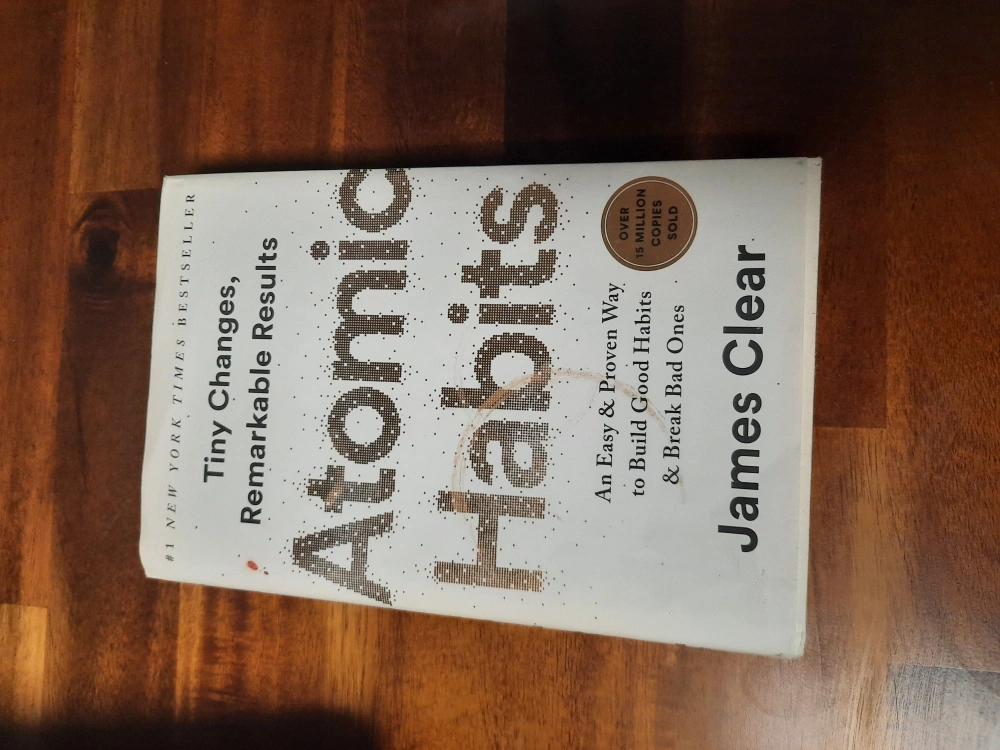 #1 NEW YORK TIMES BESTSELLER
Tiny Changes,
Remarkable Results
Atomic
Habits
An Easy & Proven Way
to Build Good Habits
& Break Bad Ones
OVER
15 MILLION
COPIES
SOLD
James Clear